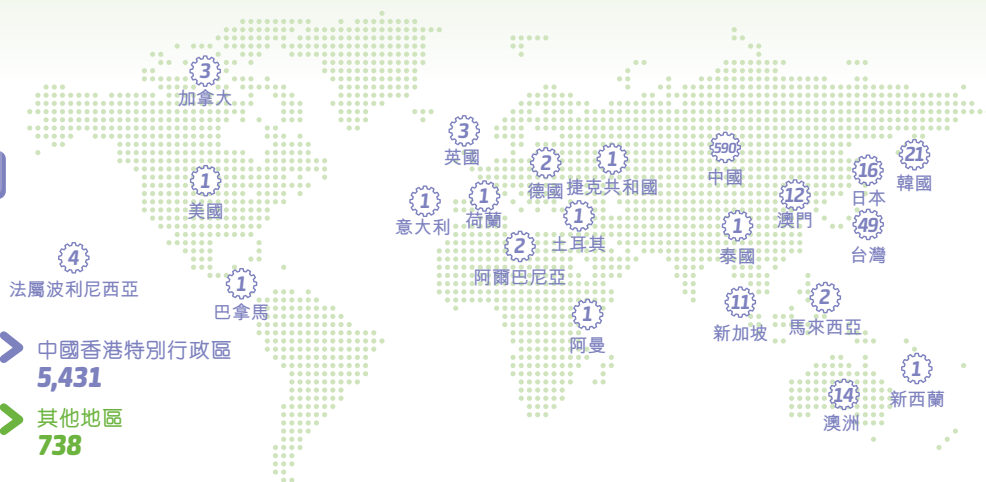 3
加拿大
3
英國
1
美國
1
意大利
1
荷蘭
2
德國
1
捷克共和國
1
土耳其
2
阿爾巴尼亞
590
中國
12
澳門
16
日本
21
韓國
49
台灣
1
泰國
4
法屬波利尼西亞
1
巴拿馬
1
阿曼
11
新加坡
2
馬來西亞
14
澳洲
1
新西蘭
中國香港特別行政區
5,431
其他地區
738